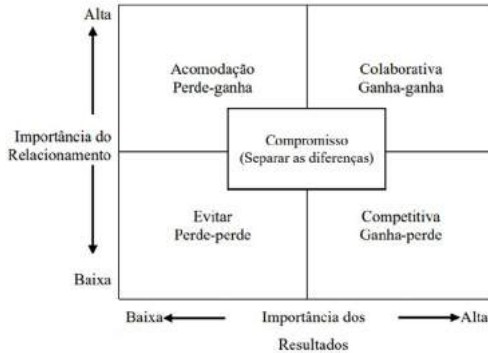 Alta
Acomodação
Perde-ganha
Colaborativa
Ganha-ganha
Importância do
Relacionamento
Compromisso
(Separar as diferenças)
Evitar
Perde-perde
Competitiva
Ganha-perde
Baixa
Baixa
Importância dos
Resultados
Alta